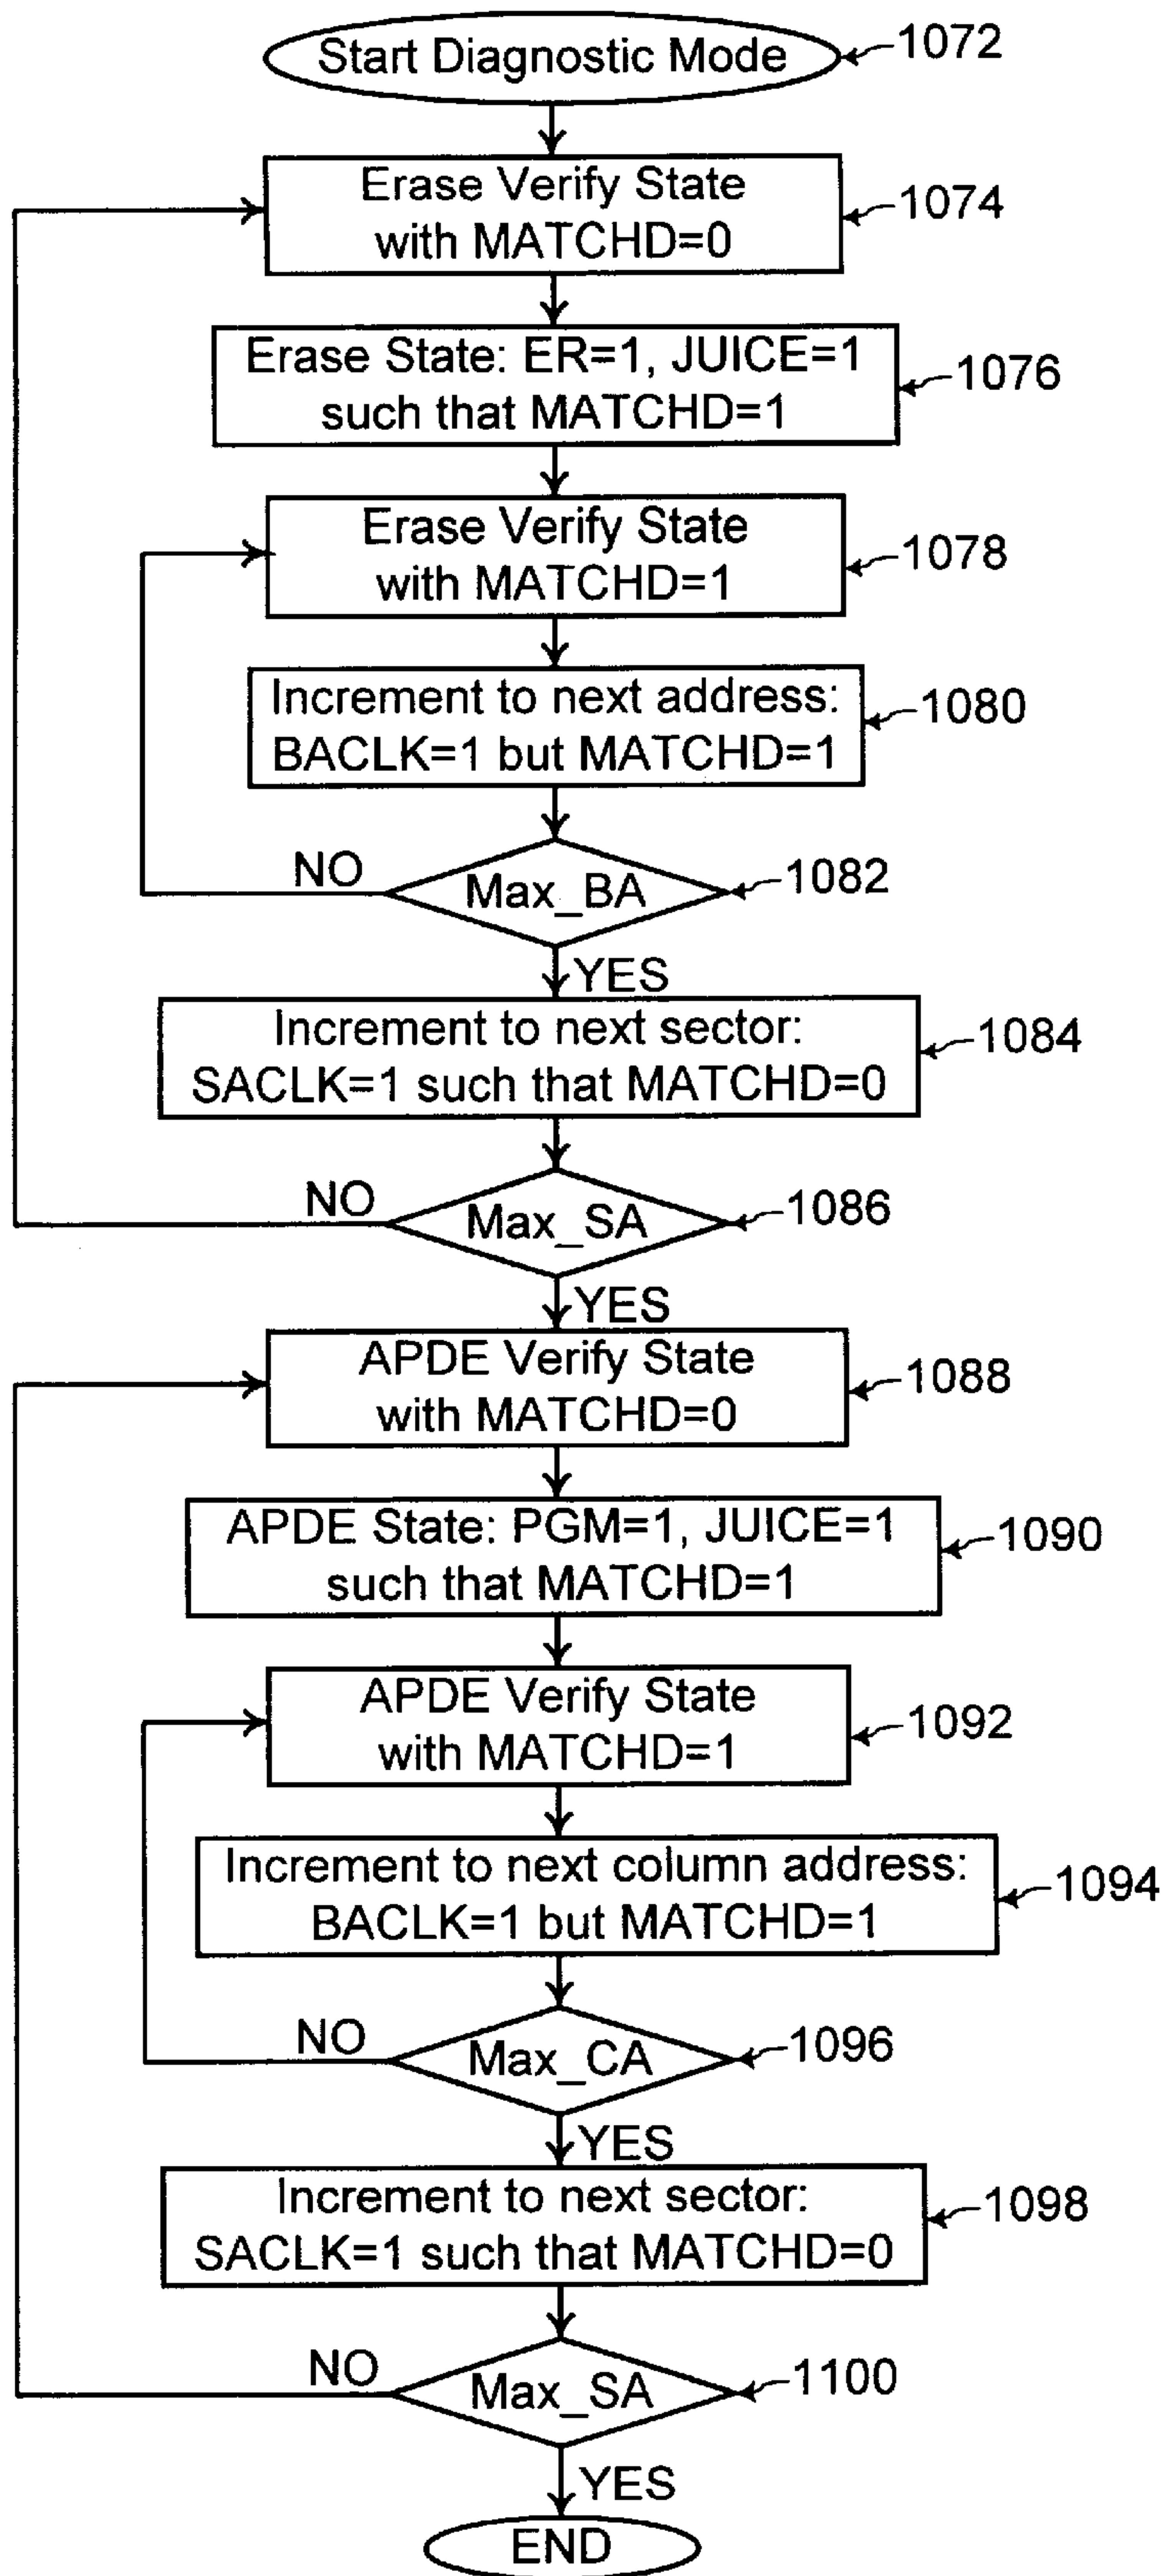 Start Diagnostic Mode
1072
Erase Verify State
with MATCHD=0
1074
Erase State: ER=1, JUICE=1
such that MATCHD=1
1076
Erase Verify State
with MATCHD=1
1078
Increment to next address:
BACLK=1 but MATCHD=1
1080
NO
Max_BA
1082
YES
Increment to next sector:
SACLK=1 such that MATCHD=0
1084
NO
Max_SA
1086
YES
APDE Verify State
with MATCHD=0
1088
APDE State: PGM=1, JUICE=1
such that MATCHD=1
1090
APDE Verify State
with MATCHD=1
1092
Increment to next column address:
BACLK=1 but MATCHD=1
1094
NO
Max_CA
1096
YES
Increment to next sector:
SACLK=1 such that MATCHD=0
1098
NO
Max_SA
1100
YES
END